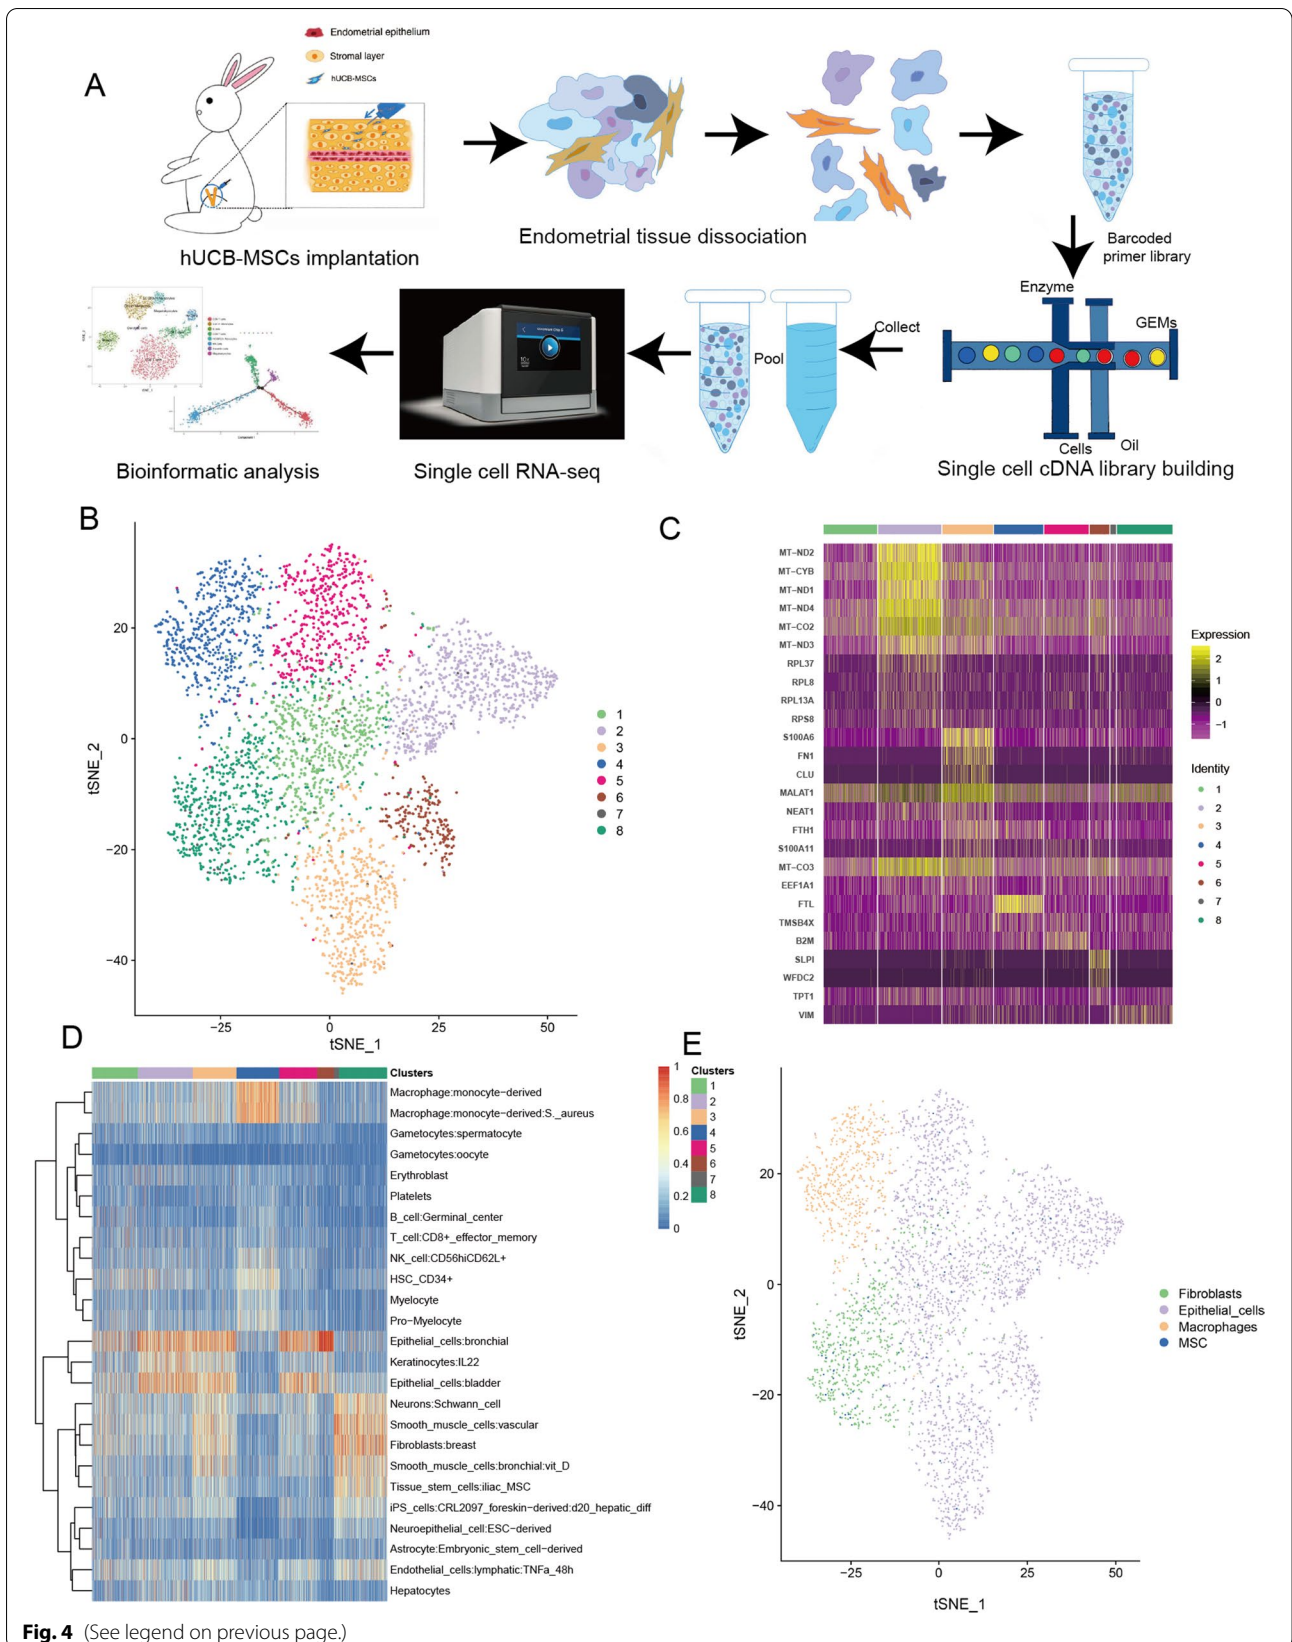 A
Endometrial epithelium
Stromal layer
hUCB-MSCs
hUCB-MSCs implantation
Endometrial tissue dissociation
Barcoded
primer library
Enzyme
GEMs
Cells
Oil
Single cell cDNA library building
Collect
Pool
Single cell RNA-seq
Bioinformatic analysis
B
tSNE_2
20
0
−20
−40
−25
0
25
50
tSNE_1
1
2
3
4
5
6
7
8
C
MT−ND2
MT−CYB
MT−ND1
MT−ND4
MT−CO2
MT−ND3
RPL37
RPL8
RPL13A
RPS8
S100A6
FN1
CLU
MALAT1
NEAT1
FTH1
S100A11
MT−CO3
EEF1A1
FTL
TMSB4X
B2M
SLPI
WFDC2
TPT1
VIM
Expression
2
1
0
−1
Identity
1
2
3
4
5
6
7
8
D
Clusters
Macrophage:monocyte−derived
Macrophage:monocyte−derived:S._aureus
Gametocytes:spermatocyte
Gametocytes:oocyte
Erythroblast
Platelets
B_cell:Germinal_center
T_cell:CD8+_effector_memory
NK_cell:CD56hiCD62L+
HSC_CD34+
Myelocyte
Pro−Myelocyte
Epithelial_cells:bronchial
Keratinocytes:IL22
Epithelial_cells:bladder
Neurons:Schwann_cell
Smooth_muscle_cells:vascular
Fibroblasts:breast
Smooth_muscle_cells:bronchial:vit_D
Tissue_stem_cells:iliac_MSC
iPS_cells:CRL2097_foreskin−derived:d20_hepatic_diff
Neuroepithelial_cell:ESC−derived
Astrocyte:Embryonic_stem_cell−derived
Endothelial_cells:lymphatic:TNFa_48h
Hepatocytes
1
0.8
0.6
0.4
0.2
0
Clusters
1
2
3
4
5
6
7
8
E
tSNE_2
20
0
−20
−40
−25
0
25
50
tSNE_1
Fibroblasts
Epithelial_cells
Macrophages
MSC
Fig. 4 (See legend on previous page.)